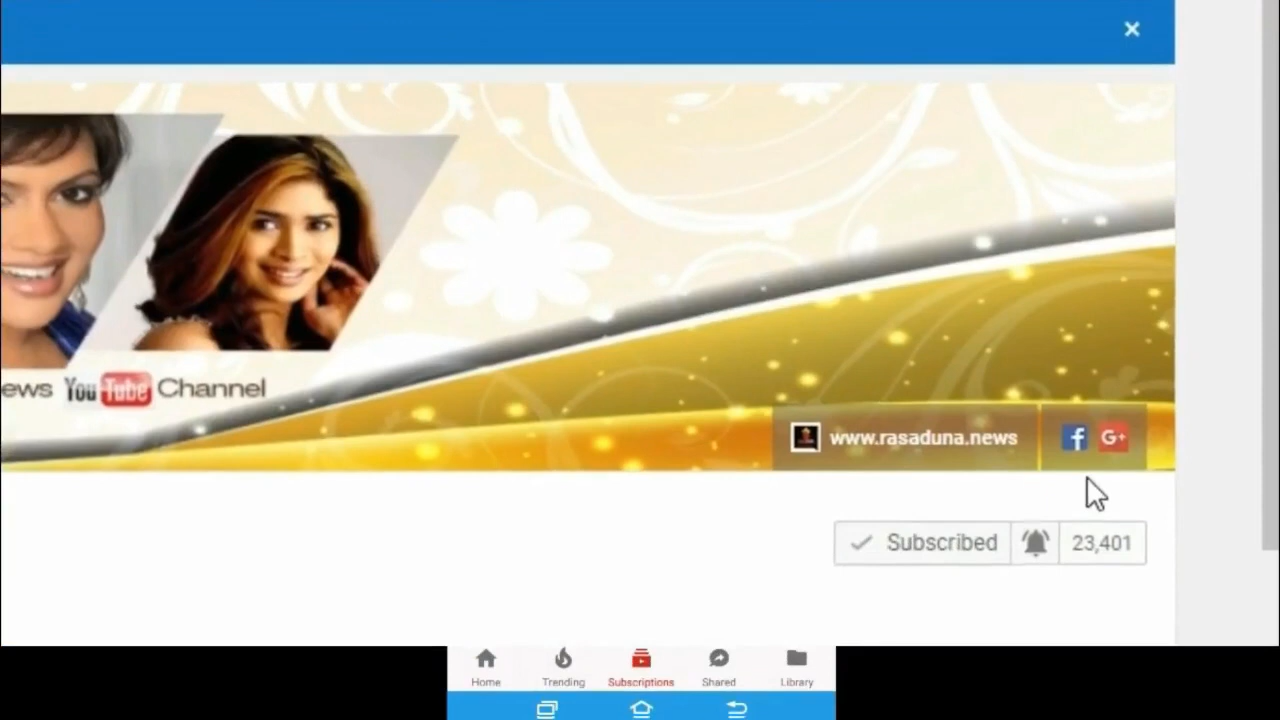 ews YouTube Channel
www.rasaduna.news
Subscribed 23,401
Home Trending Subscriptions Shared Library